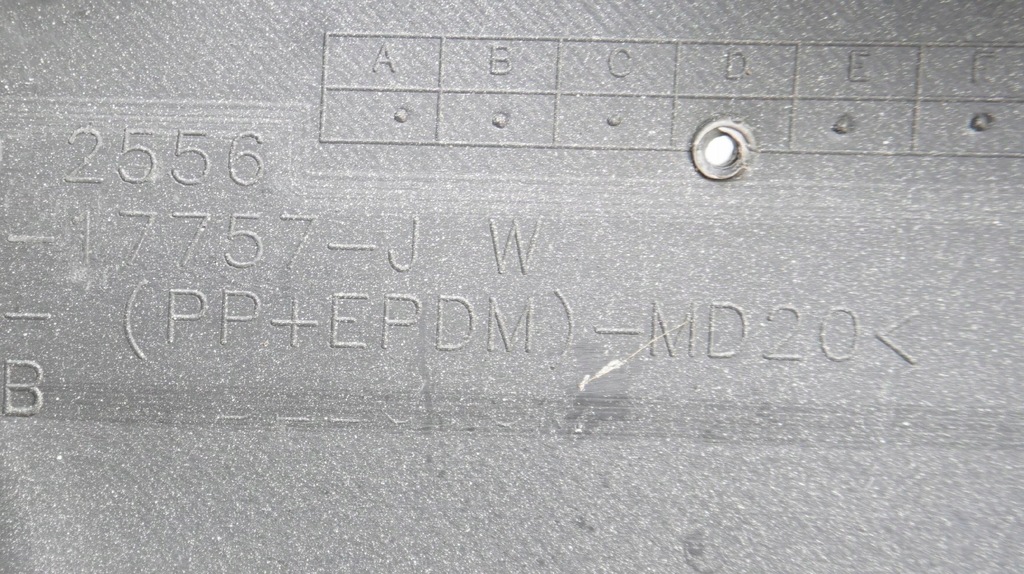 A B C D E F
2556
-17757-J W
- (PP+EPDM)-MD20<
B